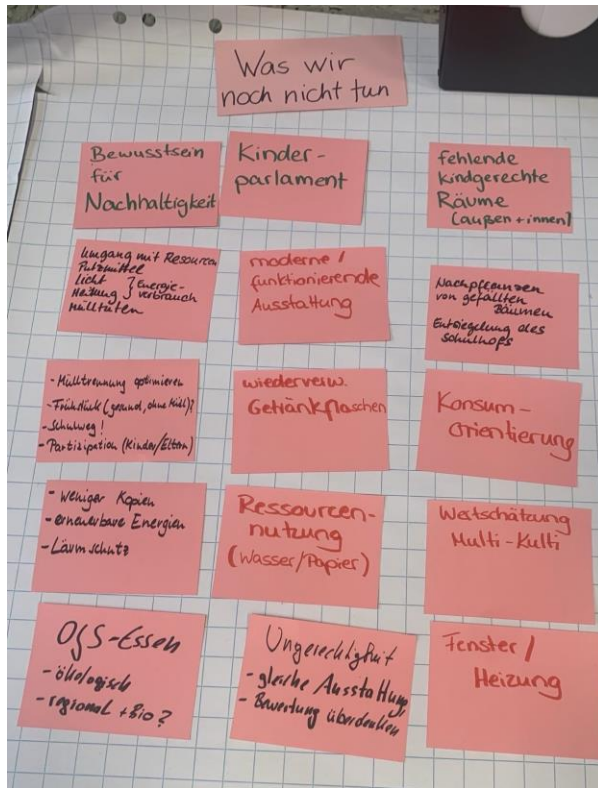 Was wir
noch nicht tun
Bewusstsein
für
Nachhaltigkeit
Kinder-
parlament
fehlende
kindgerechte
Räume
(außen + innen)
Umgang mit Resourcen
Putzmittel
Licht
Heizung } Energie-
verbrauch
Mülltüten
moderne /
funktionierende
Ausstattung
Nachpflanzen
von gefällten
Bäumen
Entsiegelung des
Schulhofs
- Mülltrennung optimieren
- Frühstück (gesund, ohne Müll)?
- Schulweg!
- Partizipation (Kinder/Eltern)
wiederverw.
Getränkflaschen
Konsum-
orientierung
- weniger Kopien
- erneuerbare Energien
- Lärmschutz
Ressourcen-
nutzung
(Wasser/Papier)
Wertschätzung
Multi-Kulti
OGS-Essen
- ökologisch
- regional + Bio?
Ungerechtigkeit
- gleiche Ausstattung
- Bewertung überdenken
Fenster /
Heizung